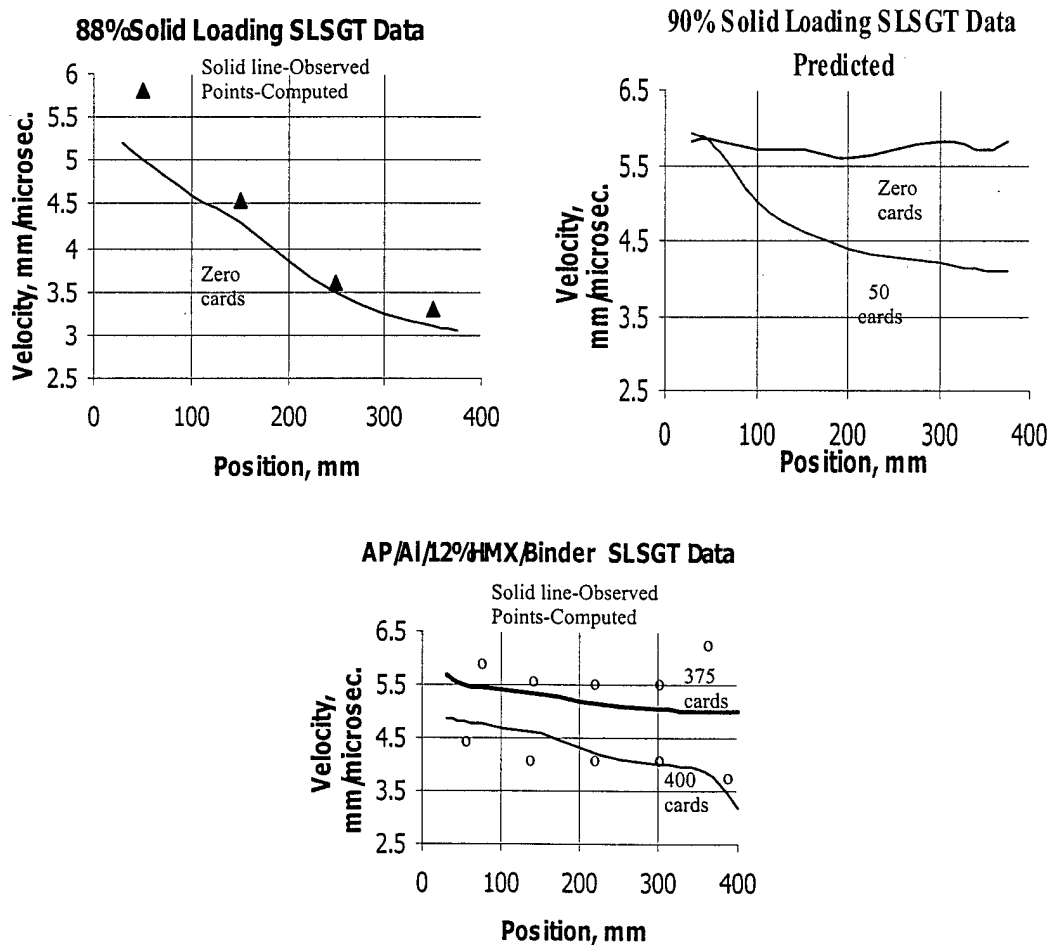 88%Solid Loading SLSGT Data
Solid line-Observed
Points-Computed
6
5.5
5
4.5
4
3.5
3
2.5
Velocity, mm/microsec.
Zero
cards
0 100 200 300 400
Position, mm
90% Solid Loading SLSGT Data
Predicted
6.5
5.5
4.5
3.5
2.5
Velocity,
mm/microsec.
Zero
cards
50
cards
0 100 200 300 400
Position, mm
AP/Al/12%HMX/Binder SLSGT Data
Solid line-Observed
Points-Computed
6.5
5.5
4.5
3.5
2.5
Velocity,
mm/microsec.
375
cards
400
cards
0 100 200 300 400
Position, mm